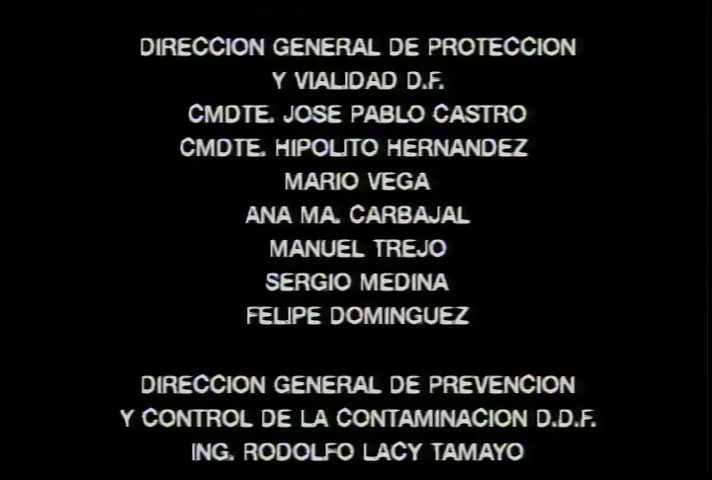 DIRECCION GENERAL DE PROTECCION
Y VIALIDAD D.F.
CMDTE. JOSE PABLO CASTRO
CMDTE. HIPOLITO HERNANDEZ
MARIO VEGA
ANA MA. CARBAJAL
MANUEL TREJO
SERGIO MEDINA
FELIPE DOMINGUEZ
DIRECCION GENERAL DE PREVENCION
Y CONTROL DE LA CONTAMINACION D.D.F.
ING. RODOLFO LACY TAMAYO